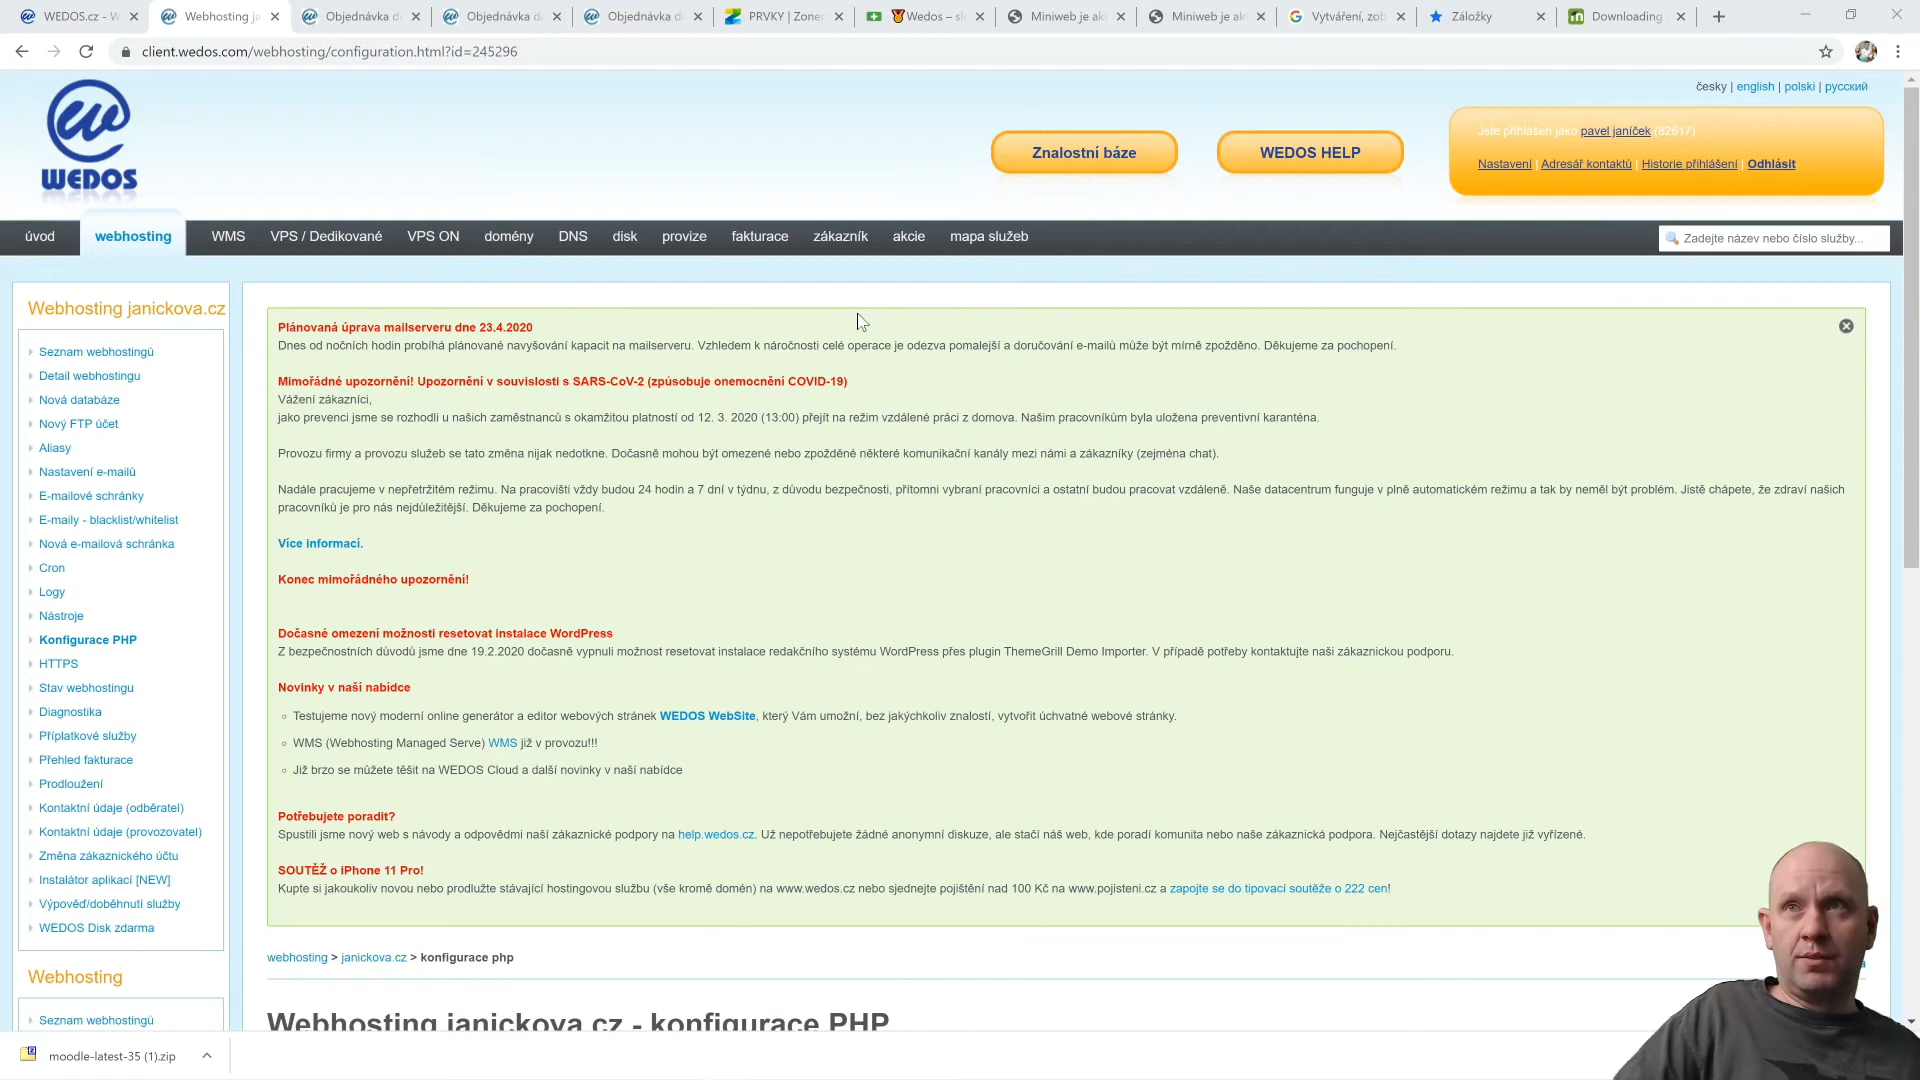 WEDOS.cz - W
Webhosting ja
Objednávka d
Objednávka d
Objednávka d
PRVKY | Zoner
Wedos – sl
Miniweb je ak
Miniweb je ak
Vytváření, zob
Záložky
Downloading
client.wedos.com/webhosting/configuration.html?id=245296
česky | english | polski | русский
WEDOS
Znalostní báze
WEDOS HELP
Jste přihlášen jako pavel janíček (82617)
Nastavení | Adresář kontaktů | Historie přihlášení | Odhlásit
úvod
webhosting
WMS
VPS / Dedikované
VPS ON
domény
DNS
disk
provize
fakturace
zákazník
akcie
mapa služeb
Zadejte název nebo číslo služby...
Webhosting janickova.cz
Seznam webhostingů
Detail webhostingu
Nová databáze
Nový FTP účet
Aliasy
Nastavení e-mailů
E-mailové schránky
E-maily - blacklist/whitelist
Nová e-mailová schránka
Cron
Logy
Nástroje
Konfigurace PHP
HTTPS
Stav webhostingu
Diagnostika
Příplatkové služby
Přehled fakturace
Prodloužení
Kontaktní údaje (odběratel)
Kontaktní údaje (provozovatel)
Změna zákaznického účtu
Instalátor aplikací [NEW]
Výpověď/doběhnutí služby
WEDOS Disk zdarma
Webhosting
Seznam webhostingů
Plánovaná úprava mailserveru dne 23.4.2020
Dnes od nočních hodin probíhá plánované navyšování kapacit na mailserveru. Vzhledem k náročnosti celé operace je odezva pomalejší a doručování e-mailů může být mírně zpožděno. Děkujeme za pochopení.
Mimořádné upozornění! Upozornění v souvislosti s SARS-CoV-2 (způsobuje onemocnění COVID-19)
Vážení zákazníci,
jako prevenci jsme se rozhodli u našich zaměstnanců s okamžitou platností od 12. 3. 2020 (13:00) přejít na režim vzdálené práci z domova. Našim pracovníkům byla uložena preventivní karanténa.
Provozu firmy a provozu služeb se tato změna nijak nedotkne. Dočasně mohou být omezené nebo zpožděné některé komunikační kanály mezi námi a zákazníky (zejména chat).
Nadále pracujeme v nepřetržitém režimu. Na pracovišti vždy budou 24 hodin a 7 dní v týdnu, z důvodu bezpečnosti, přítomni vybraní pracovníci a ostatní budou pracovat vzdáleně. Naše datacentrum funguje v plně automatickém režimu a tak by neměl být problém. Jistě chápete, že zdraví našich
pracovníků je pro nás nejdůležitější. Děkujeme za pochopení.
Více informací.
Konec mimořádného upozornění!
Dočasné omezení možnosti resetovat instalace WordPress
Z bezpečnostních důvodů jsme dne 19.2.2020 dočasně vypnuli možnost resetovat instalace redakčního systému WordPress přes plugin ThemeGrill Demo Importer. V případě potřeby kontaktujte naši zákaznickou podporu.
Novinky v naší nabídce
Testujeme nový moderní online generátor a editor webových stránek WEDOS WebSite, který Vám umožní, bez jakýchkoliv znalostí, vytvořit úchvatné webové stránky.
WMS (Webhosting Managed Serve) WMS již v provozu!!!
Již brzo se můžete těšit na WEDOS Cloud a další novinky v naší nabídce
Potřebujete poradit?
Spustili jsme nový web s návody a odpověďmi naší zákaznické podpory na help.wedos.cz. Už nepotřebujete žádné anonymní diskuze, ale stačí náš web, kde poradí komunita nebo naše zákaznická podpora. Nejčastější dotazy najdete již vyřízené.
SOUTĚŽ o iPhone 11 Pro!
Kupte si jakoukoliv novou nebo prodlužte stávající hostingovou službu (vše kromě domén) na www.wedos.cz nebo sjednejte pojištění nad 100 Kč na www.pojisteni.cz a zapojte se do tipovací soutěže o 222 cen!
webhosting > janickova.cz > konfigurace php
Webhosting janickova.cz - konfigurace PHP
moodle-latest-35 (1).zip